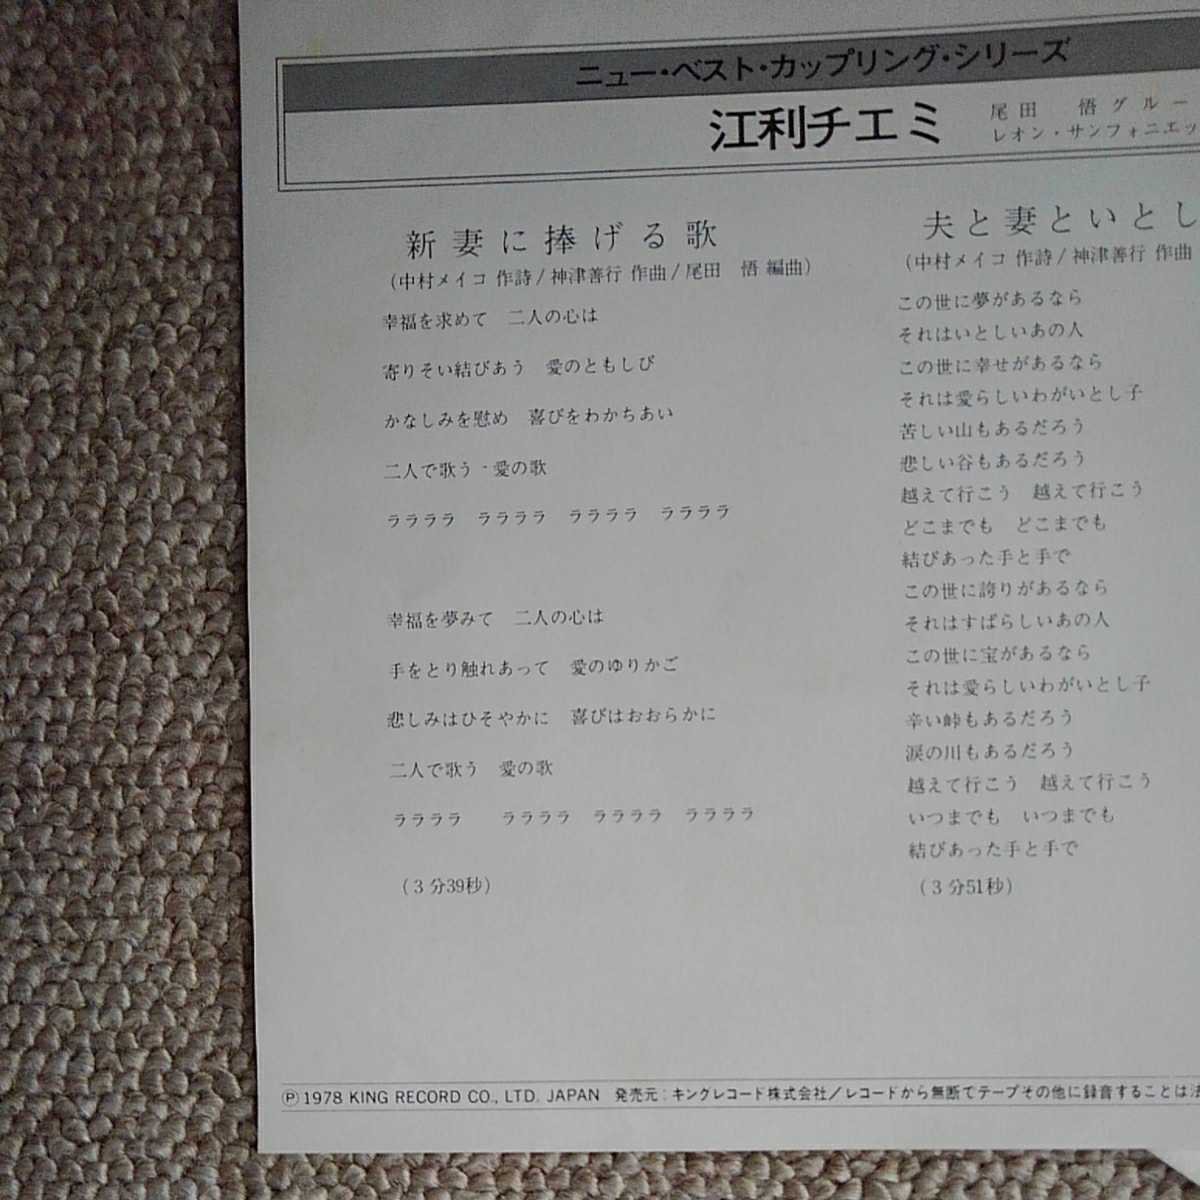 ニュー・ベスト・カップリング・シリーズ
江利チエミ
尾田 悟グルー
レオン・サンフォニエッ
新妻に捧げる歌
(中村メイコ 作詩/神津善行 作曲/尾田 悟 編曲)
幸福を求めて 二人の心は
寄りそい結びあう 愛のともしび
かなしみを慰め 喜びをわかちあい
二人で歌う 愛の歌
ララララ ララララ ララララ ララララ
幸福を夢みて 二人の心は
手をとり触れあって 愛のゆりかご
悲しみはひそやかに 喜びはおおらかに
二人で歌う 愛の歌
ララララ ララララ ララララ ララララ
(3分39秒)
夫と妻といとし
(中村メイコ 作詩/神津善行 作曲
この世に夢があるなら
それはいとしいあの人
この世に幸せがあるなら
それは愛らしいわがいとし子
苦しい山もあるだろう
悲しい谷もあるだろう
越えて行こう 越えて行こう
どこまでも どこまでも
結びあった手と手で
この世に誇りがあるなら
それはすばらしいあの人
この世に宝があるなら
それは愛らしいわがいとし子
辛い峠もあるだろう
涙の川もあるだろう
越えて行こう 越えて行こう
いつまでも いつまでも
結びあった手と手で
(3分51秒)
Ⓟ1978 KING RECORD CO., LTD. JAPAN 発売元:キングレコード株式会社/レコードから無断でテープその他に録音することは法